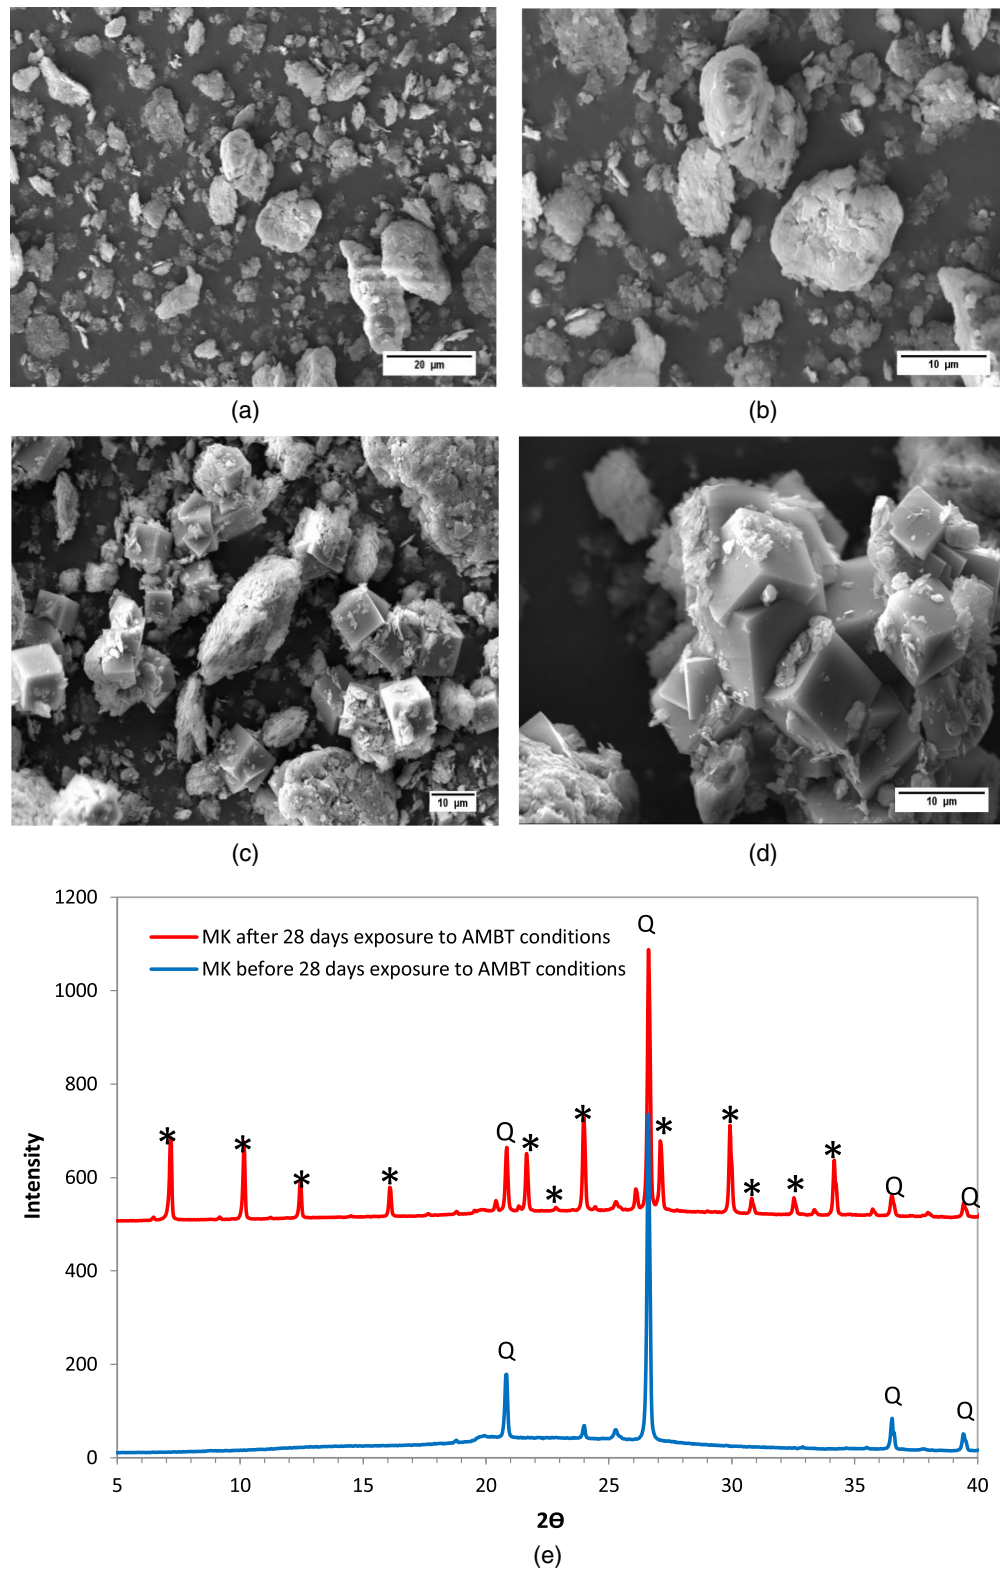 20 μm
10 μm
(a)
(b)
10 μm
10 μm
(c)
(d)
1200
1000
800
600
400
200
0
Intensity
MK after 28 days exposure to AMBT conditions
MK before 28 days exposure to AMBT conditions
Q
* * * * Q * * * * * * * * Q Q
Q Q Q
5 10 15 20 25 30 35 40
2Ɵ
(e)